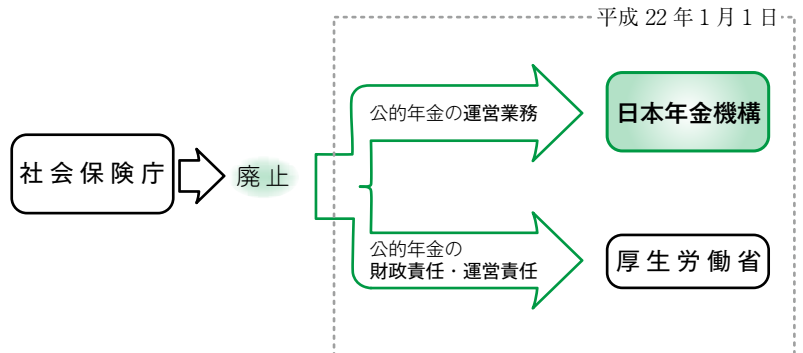 平成 22 年 1 月 1 日
公的年金の運営業務
日本年金機構
社会保険庁
廃止
公的年金の
財政責任・運営責任
厚生労働省